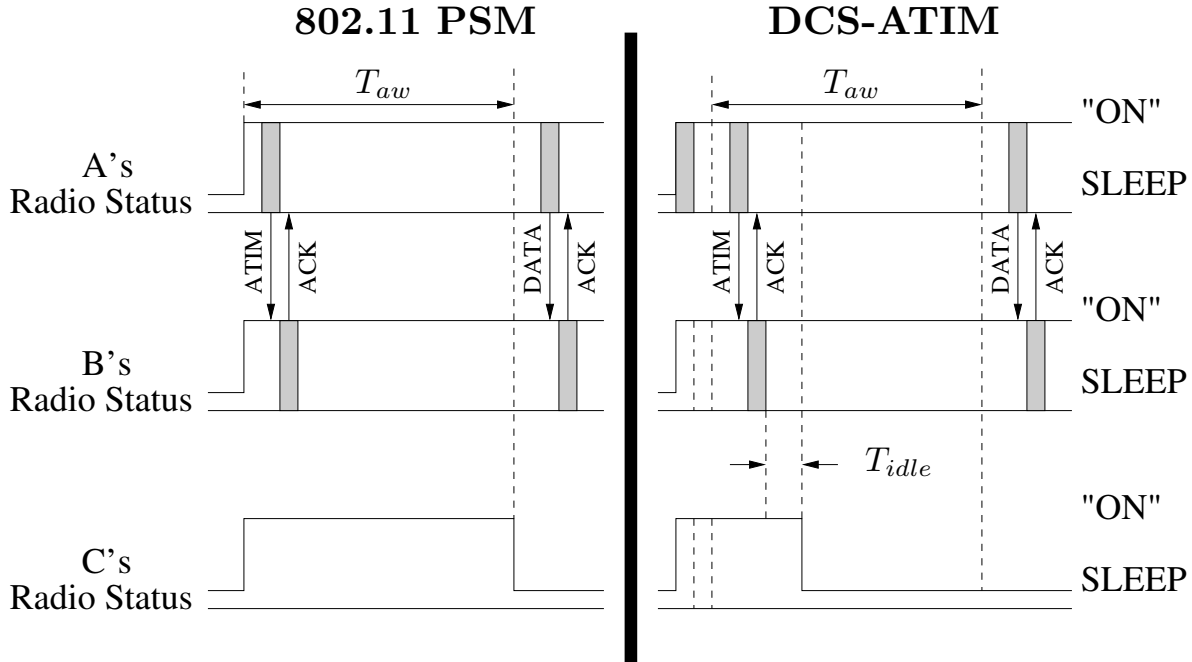 802.11 PSM
DCS-ATIM
T_aw
T_aw
"ON"
A's
Radio Status
SLEEP
ATIM
ACK
DATA
ACK
ATIM
ACK
DATA
ACK
"ON"
B's
Radio Status
SLEEP
T_idle
"ON"
C's
Radio Status
SLEEP